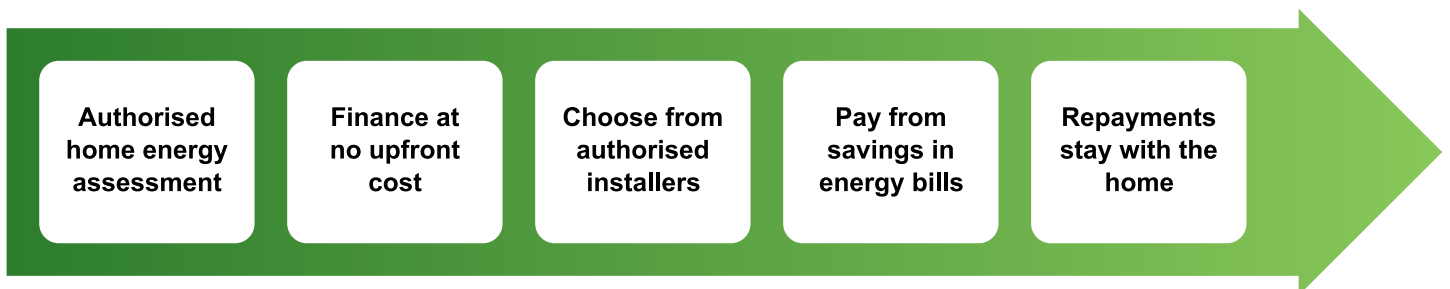 Authorised
home energy
assessment
Finance at
no upfront
cost
Choose from
authorised
installers
Pay from
savings in
energy bills
Repayments
stay with the
home